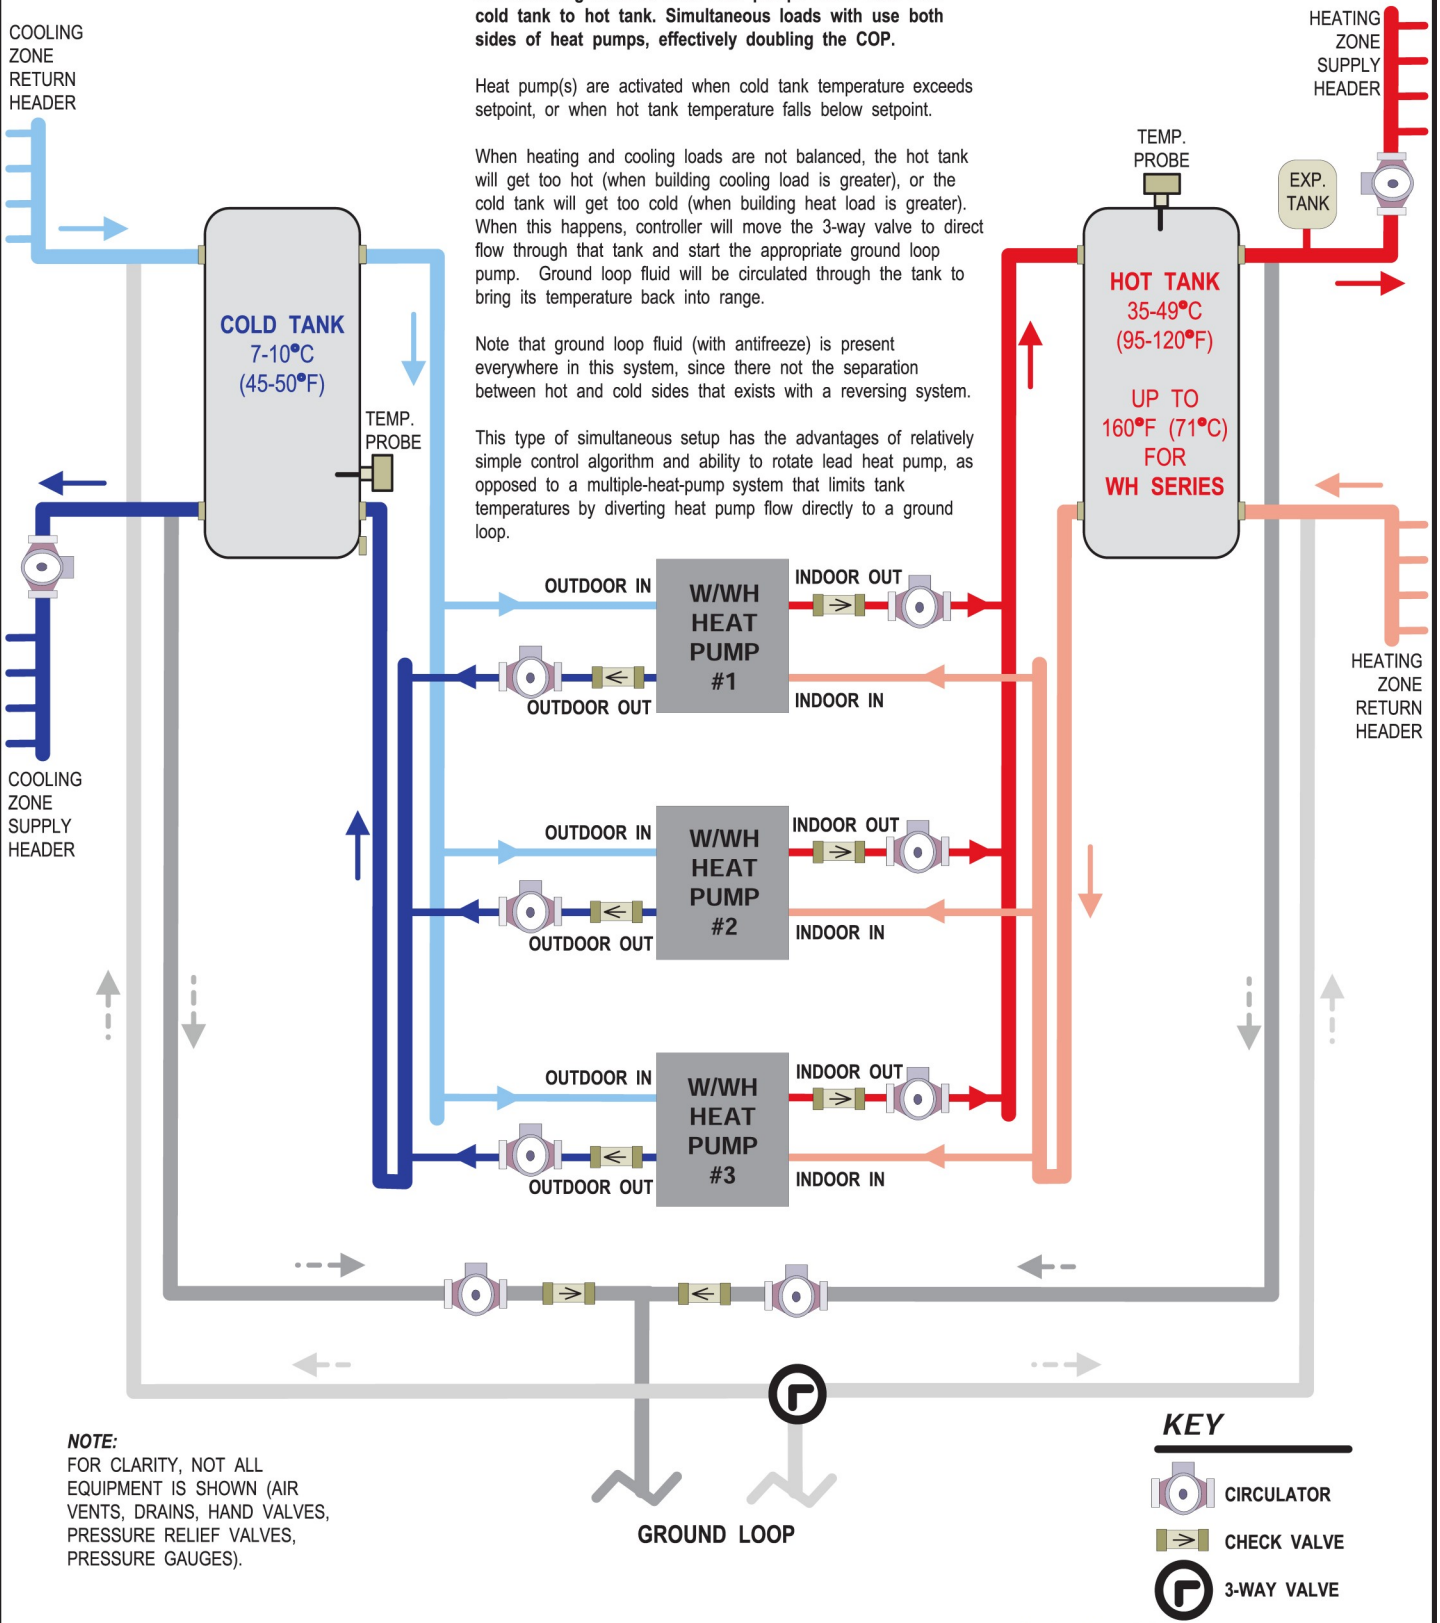 cold tank to hot tank. Simultaneous loads with use both
sides of heat pumps, effectively doubling the COP.
Heat pump(s) are activated when cold tank temperature exceeds
setpoint, or when hot tank temperature falls below setpoint.
When heating and cooling loads are not balanced, the hot tank
will get too hot (when building cooling load is greater), or the
cold tank will get too cold (when building heat load is greater).
When this happens, controller will move the 3-way valve to direct
flow through that tank and start the appropriate ground loop
pump. Ground loop fluid will be circulated through the tank to
bring its temperature back into range.
Note that ground loop fluid (with antifreeze) is present
everywhere in this system, since there not the separation
between hot and cold sides that exists with a reversing system.
This type of simultaneous setup has the advantages of relatively
simple control algorithm and ability to rotate lead heat pump, as
opposed to a multiple-heat-pump system that limits tank
temperatures by diverting heat pump flow directly to a ground
loop.
COOLING
ZONE
RETURN
HEADER
HEATING
ZONE
SUPPLY
HEADER
TEMP.
PROBE
EXP.
TANK
COLD TANK
7-10°C
(45-50°F)
TEMP.
PROBE
HOT TANK
35-49°C
(95-120°F)
UP TO
160°F (71°C)
FOR
WH SERIES
COOLING
ZONE
SUPPLY
HEADER
HEATING
ZONE
RETURN
HEADER
OUTDOOR IN
OUTDOOR OUT
W/WH
HEAT
PUMP
#1
INDOOR OUT
INDOOR IN
OUTDOOR IN
OUTDOOR OUT
W/WH
HEAT
PUMP
#2
INDOOR OUT
INDOOR IN
OUTDOOR IN
OUTDOOR OUT
W/WH
HEAT
PUMP
#3
INDOOR OUT
INDOOR IN
NOTE:
FOR CLARITY, NOT ALL
EQUIPMENT IS SHOWN (AIR
VENTS, DRAINS, HAND VALVES,
PRESSURE RELIEF VALVES,
PRESSURE GAUGES).
GROUND LOOP
KEY
CIRCULATOR
CHECK VALVE
3-WAY VALVE